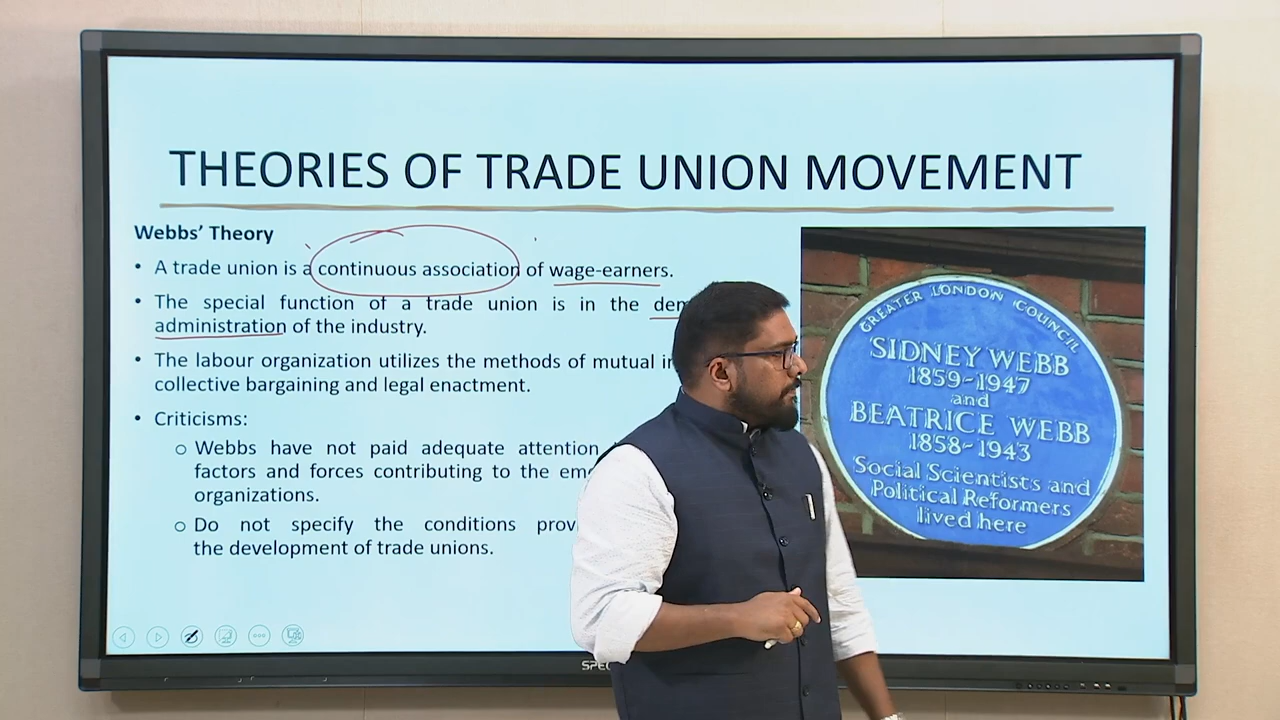 THEORIES OF TRADE UNION MOVEMENT
Webbs’ Theory
• A trade union is a continuous association of wage-earners.
• The special function of a trade union is in the
administration of the industry.
• The labour organization utilizes the methods of mutual
collective bargaining and legal enactment.
• Criticisms:
o Webbs have not paid adequate attention
factors and forces contributing to the
organizations.
o Do not specify the conditions
the development of trade unions.
GREATER LONDON COUNCIL
SIDNEY WEBB
1859-1947
and
BEATRICE WEBB
1858-1943
Social Scientists and
Political Reformers
lived here